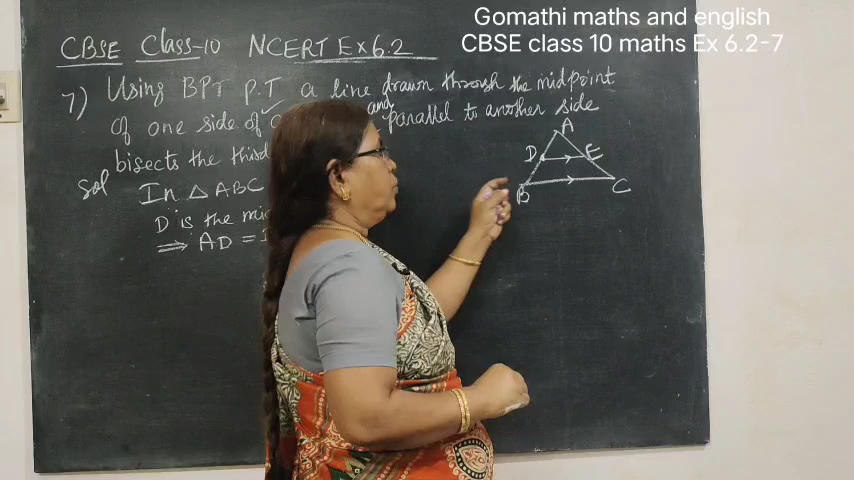 Gomathi maths and english
CBSE class 10 maths Ex 6.2-7
CBSE Class-10 NCERT Ex 6.2
7) Using BPT P.T a line drawn through the midpoint
of one side of and parallel to another side
bisects the third
Sol In △ ABC
D is the mid
⟹ AD =
A
D E
B C